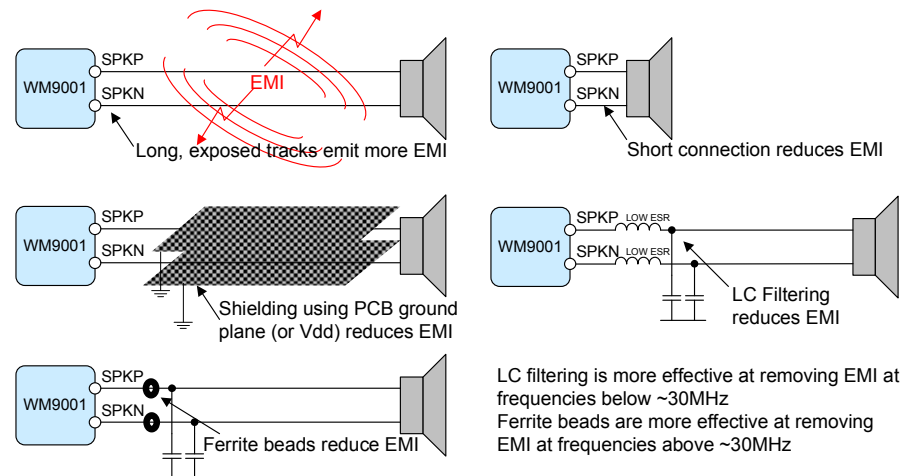 WM9001
SPKP
SPKN
EMI
Long, exposed tracks emit more EMI
WM9001
SPKP
SPKN
Short connection reduces EMI
WM9001
SPKP
SPKN
Shielding using PCB ground
plane (or Vdd) reduces EMI
WM9001
SPKP
LOW ESR
SPKN
LOW ESR
LC Filtering
reduces EMI
WM9001
SPKP
SPKN
Ferrite beads reduce EMI
LC filtering is more effective at removing EMI at
frequencies below ~30MHz
Ferrite beads are more effective at removing
EMI at frequencies above ~30MHz